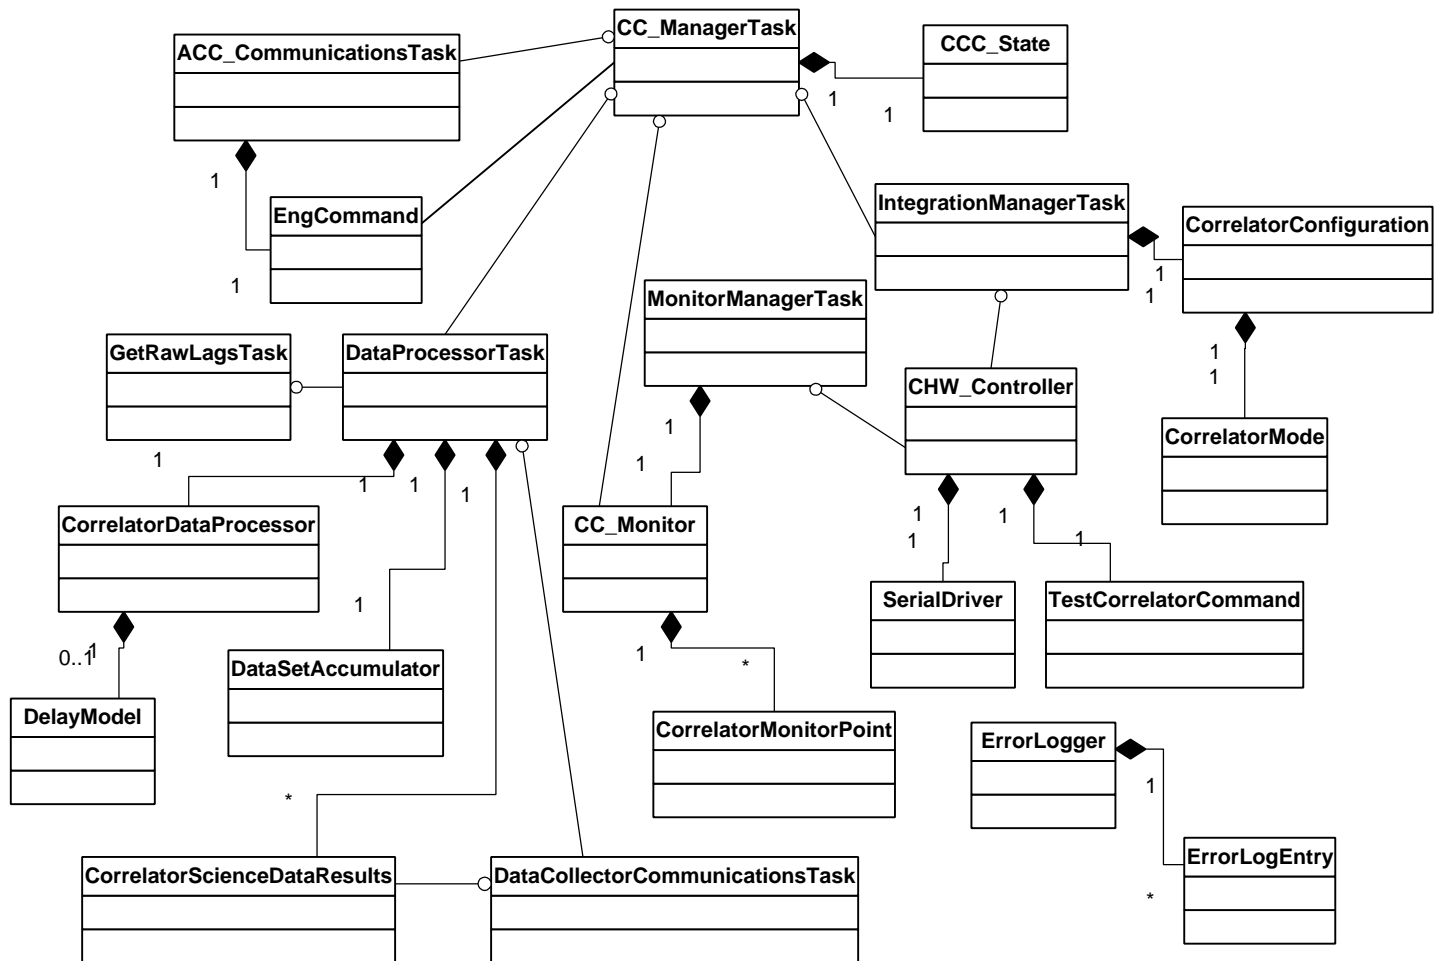 CC_ManagerTask
ACC_CommunicationsTask
CCC_State
1
1
1
EngCommand
1
IntegrationManagerTask
CorrelatorConfiguration
1
1
MonitorManagerTask
GetRawLagsTask
DataProcessorTask
CHW_Controller
1
1
CorrelatorMode
1
1
1
1
1
1
CorrelatorDataProcessor
CC_Monitor
1
1
1
1
SerialDriver
TestCorrelatorCommand
1
0..1
1
DataSetAccumulator
1
*
DelayModel
CorrelatorMonitorPoint
ErrorLogger
*
1
CorrelatorScienceDataResults
DataCollectorCommunicationsTask
ErrorLogEntry
*